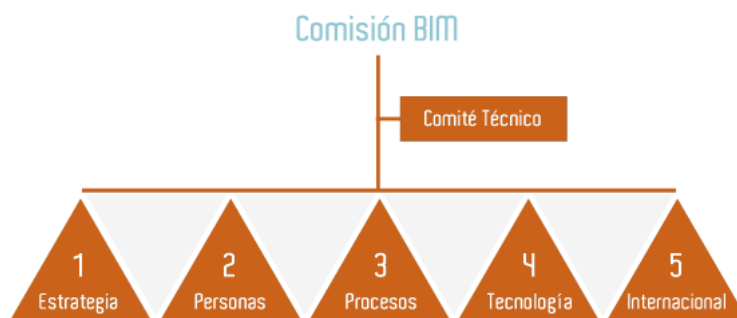 Comisión BIM
Comité Técnico
1
Estrategia
2
Personas
3
Procesos
4
Tecnología
5
Internacional